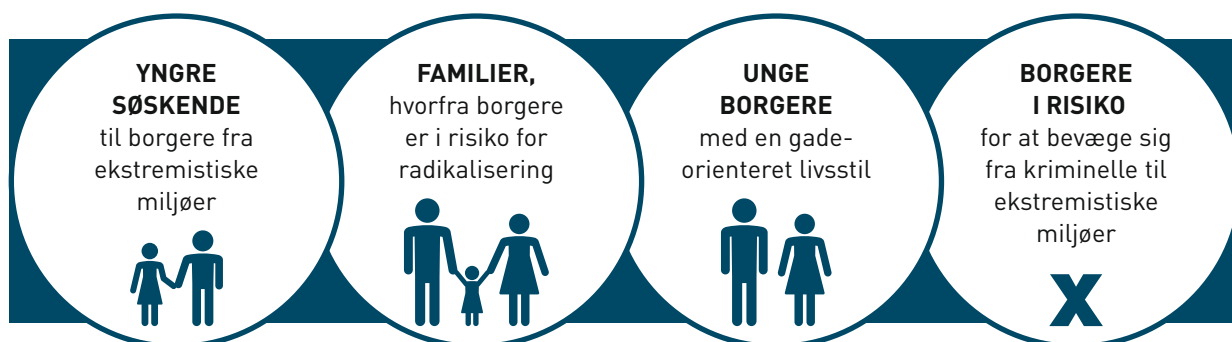 YNGRE
SØSKENDE
til borgere fra
ekstremistiske
miljøer
FAMILIER,
hvorfra borgere
er i risiko for
radikalisering
UNGE
BORGERE
med en gade-
orienteret livsstil
BORGERE
I RISIKO
for at bevæge sig
fra kriminelle til
ekstremistiske
miljøer
X